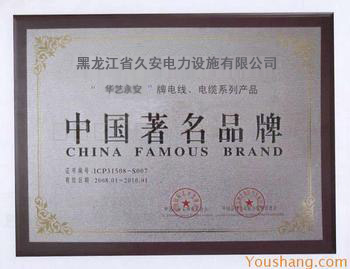 黑龙江省久安电力设施有限公司
“华艺永安”牌电线、电缆系列产品
中国著名品牌
CHINA FAMOUS BRAND
证书编号：ICP31508-S007
有效日期：2008.01-2010.01
Youshang.com